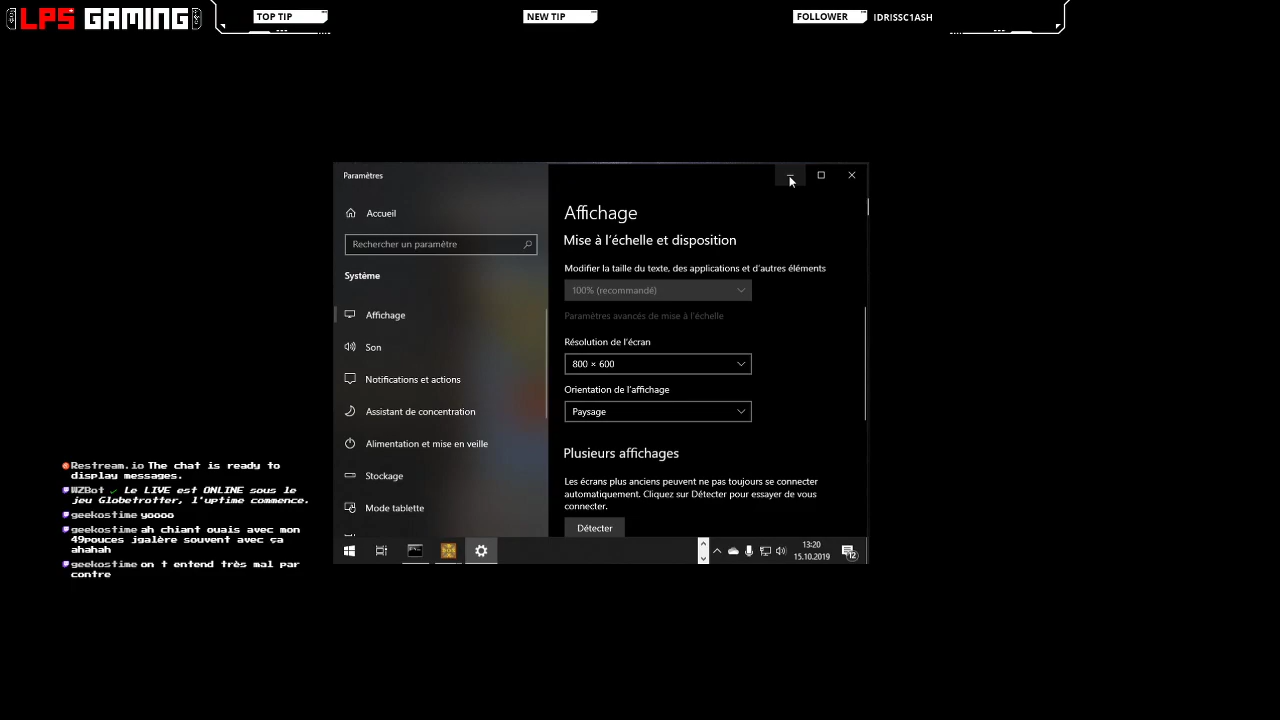 LPS GAMING
TOP TIP
NEW TIP
FOLLOWER IDRISSC1ASH
Paramètres
Accueil
Rechercher un paramètre
Système
Affichage
Son
Notifications et actions
Assistant de concentration
Alimentation et mise en veille
Stockage
Mode tablette
Affichage
Mise à l'échelle et disposition
Modifier la taille du texte, des applications et d'autres éléments
100% (recommandé)
Paramètres avancés de mise à l'échelle
Résolution de l'écran
800 × 600
Orientation de l'affichage
Paysage
Plusieurs affichages
Les écrans plus anciens peuvent ne pas toujours se connecter
automatiquement. Cliquez sur Détecter pour essayer de vous
connecter.
Détecter
13:20
15.10.2019
12
Restream.io The chat is ready to
display messages.
WZBot ✓ Le LIVE est ONLINE sous le
jeu Globetrotter, l'uptime commence.
geekostime yoooo
geekostime ah chiant ouais avec mon
49pouces jgalère souvent avec ça
ahahah
geekostime on t entend très mal par
contre